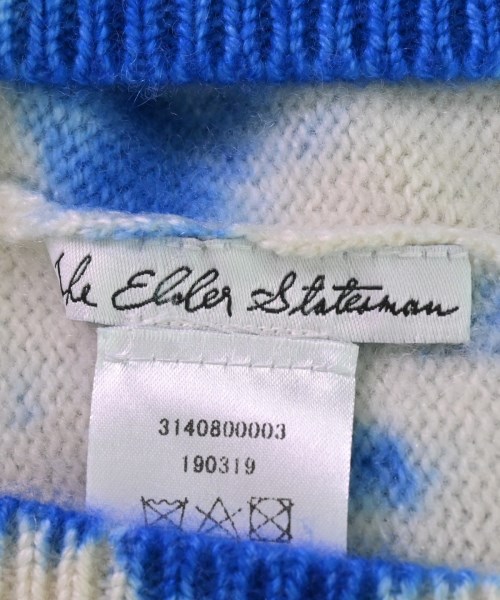 The Elder Statesman
3140800003
190319